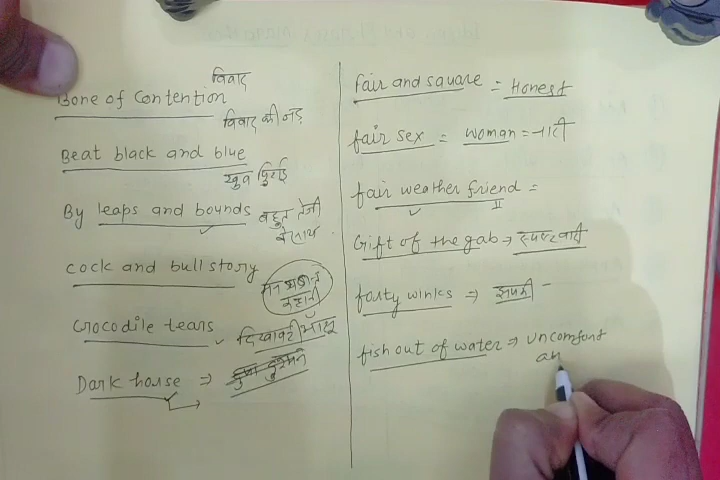 विवाद
Bone of Contention
विवाद की जड़
Beat black and blue
खुब पिटाई
By leaps and bounds बहुत तेजी
से साथ
Cock and bull story
कहानी
Crocodile tears दिखावटी आँसू
Dark house ⇒
fair and square = Honest
fair sex = woman = नारी
fair weather friend =
Gift of the gab ⇒ स्पष्टवादी
forty winks ⇒ झपकी -
fish out of water ⇒ uncomfort
an